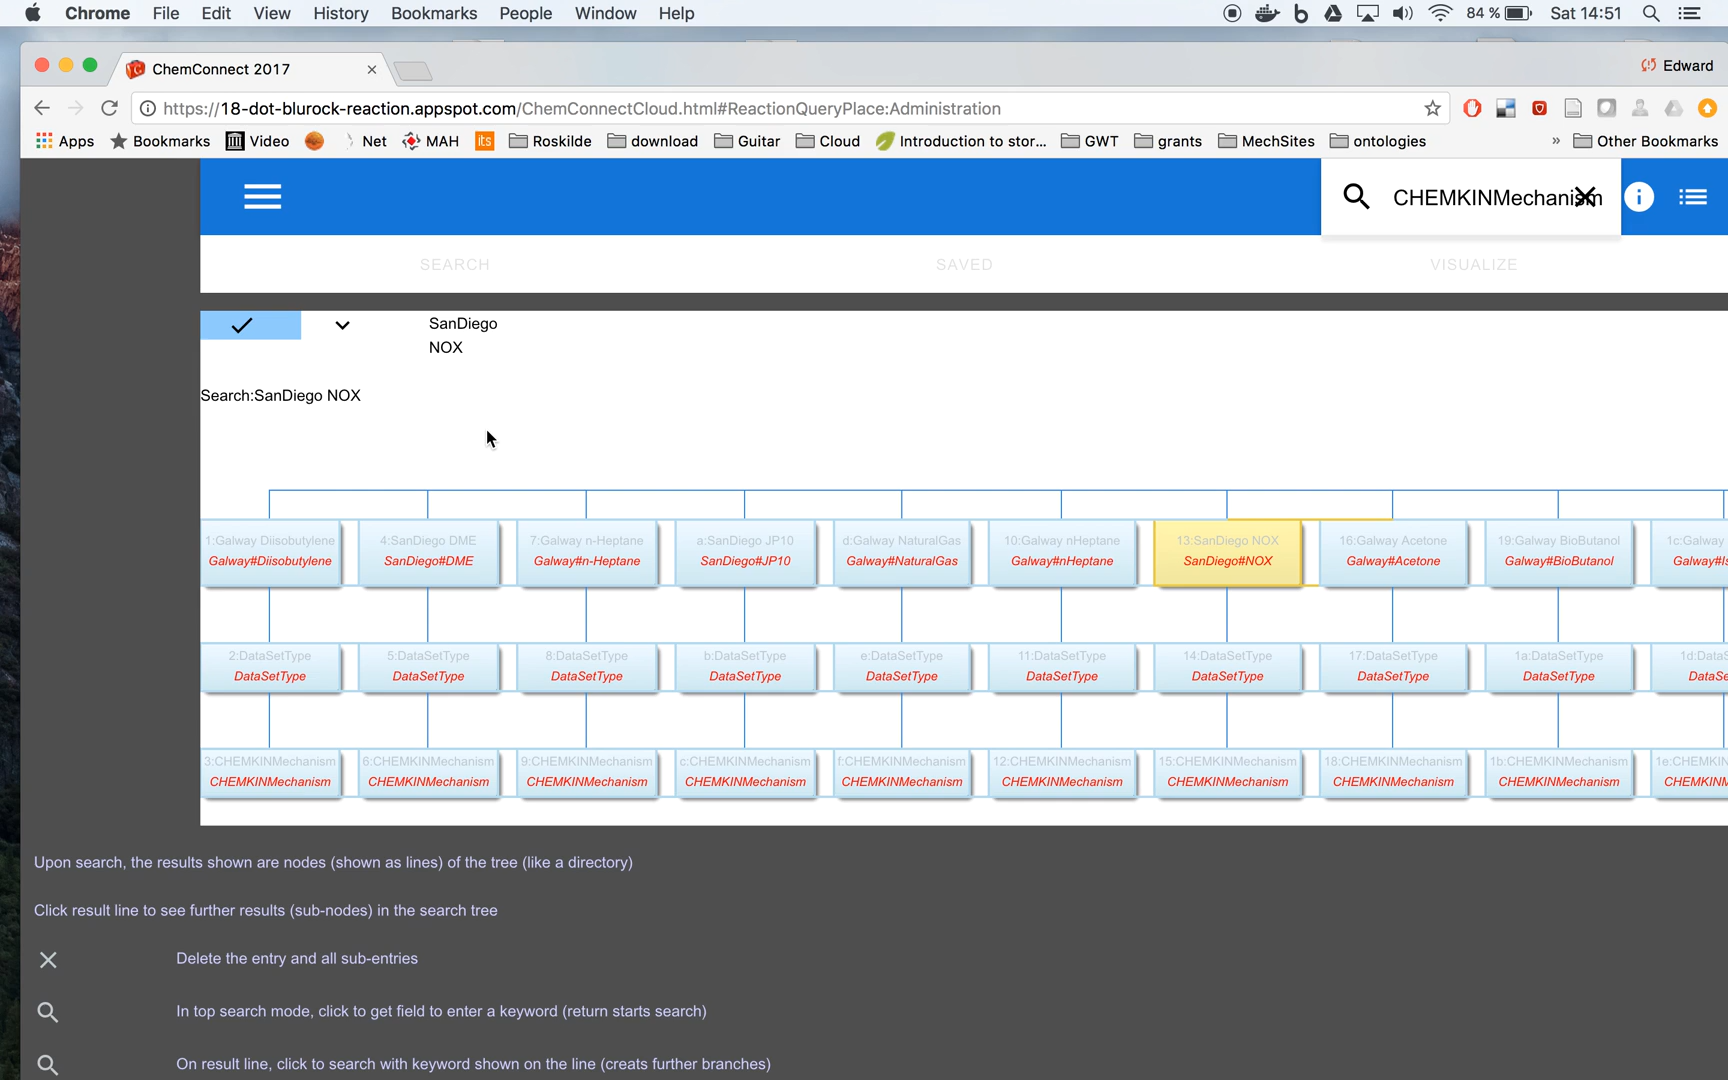 Chrome File Edit View History Bookmarks People Window Help 84 % Sat 14:51
ChemConnect 2017 Edward
https://18-dot-blurock-reaction.appspot.com/ChemConnectCloud.html#ReactionQueryPlace:Administration
Apps Bookmarks Video Net MAH its Roskilde download Guitar Cloud Introduction to stor... GWT grants MechSites ontologies » Other Bookmarks
CHEMKINMechanism
SEARCH SAVED VISUALIZE
SanDiego
NOX
Search:SanDiego NOX
1:Galway Diisobutylene 4:SanDiego DME 7:Galway n-Heptane a:SanDiego JP10 d:Galway NaturalGas 10:Galway nHeptane 13:SanDiego NOX 16:Galway Acetone 19:Galway BioButanol 1c:Galway
Galway#Diisobutylene SanDiego#DME Galway#n-Heptane SanDiego#JP10 Galway#NaturalGas Galway#nHeptane SanDiego#NOX Galway#Acetone Galway#BioButanol Galway#Is
2:DataSetType 5:DataSetType 8:DataSetType b:DataSetType e:DataSetType 11:DataSetType 14:DataSetType 17:DataSetType 1a:DataSetType 1d:DataS
DataSetType DataSetType DataSetType DataSetType DataSetType DataSetType DataSetType DataSetType DataSetType DataSe
3:CHEMKINMechanism 6:CHEMKINMechanism 9:CHEMKINMechanism c:CHEMKINMechanism f:CHEMKINMechanism 12:CHEMKINMechanism 15:CHEMKINMechanism 18:CHEMKINMechanism 1b:CHEMKINMechanism 1e:CHEMKIN
CHEMKINMechanism CHEMKINMechanism CHEMKINMechanism CHEMKINMechanism CHEMKINMechanism CHEMKINMechanism CHEMKINMechanism CHEMKINMechanism CHEMKINMechanism CHEMKINM
Upon search, the results shown are nodes (shown as lines) of the tree (like a directory)
Click result line to see further results (sub-nodes) in the search tree
Delete the entry and all sub-entries
In top search mode, click to get field to enter a keyword (return starts search)
On result line, click to search with keyword shown on the line (creats further branches)